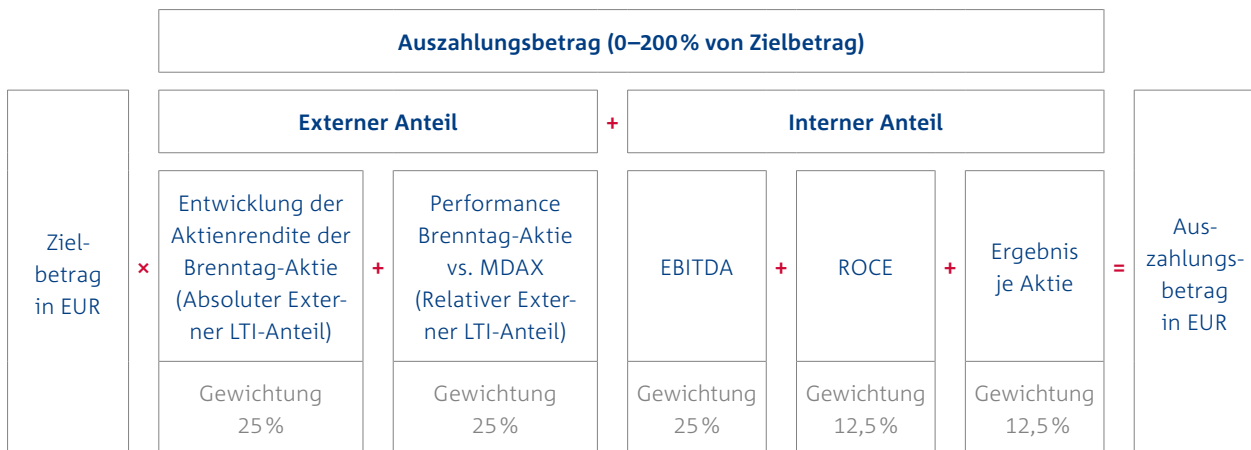 Auszahlungsbetrag (0–200 % von Zielbetrag)
Externer Anteil
+
Interner Anteil
Ziel-
betrag
in EUR
×
Entwicklung der
Aktienrendite der
Brenntag-Aktie
(Absoluter Exter-
ner LTI-Anteil)
Gewichtung
25 %
+
Performance
Brenntag-Aktie
vs. MDAX
(Relativer Exter-
ner LTI-Anteil)
Gewichtung
25 %
EBITDA
Gewichtung
25 %
+
ROCE
Gewichtung
12,5 %
+
Ergebnis
je Aktie
Gewichtung
12,5 %
=
Aus-
zahlungs-
betrag
in EUR